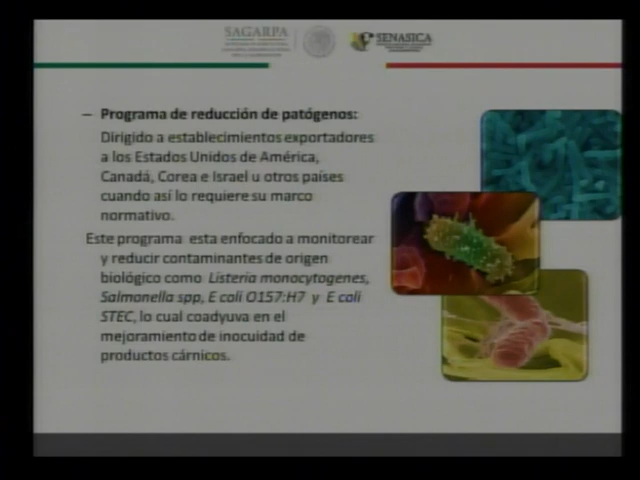 SAGARPA
SENASICA
– Programa de reducción de patógenos:
Dirigido a establecimientos exportadores
a los Estados Unidos de América,
Canadá, Corea e Israel u otros países
cuando así lo requiere su marco
normativo.
Este programa esta enfocado a monitorear
y reducir contaminantes de origen
biológico como Listeria monocytogenes,
Salmonella spp, E coli O157:H7 y E coli
STEC, lo cual coadyuva en el
mejoramiento de inocuidad de
productos cárnicos.